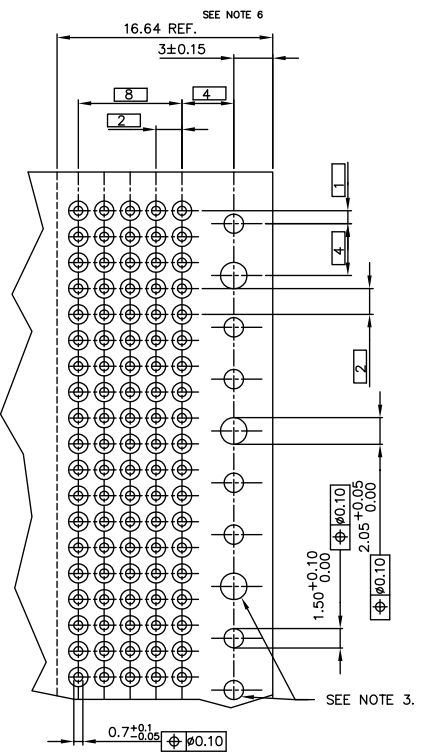 SEE NOTE 6
16.64 REF.
3±0.15
8
4
2
1
4
2
2.05 +0.05 0.00
⌖ ø0.10
1.50 +0.10 0.00
⌖ ø0.10
SEE NOTE 3.
0.7 +0.1 -0.05 ⌖ ø0.10